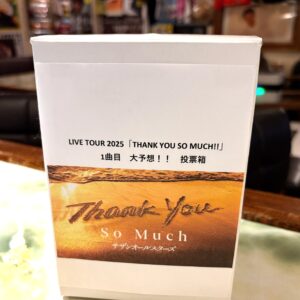 LIVE TOUR 2025「THANK YOU SO MUCH!!」
1曲目　大予想！！　投票箱
Thank You
So Much
サザンオールスターズ